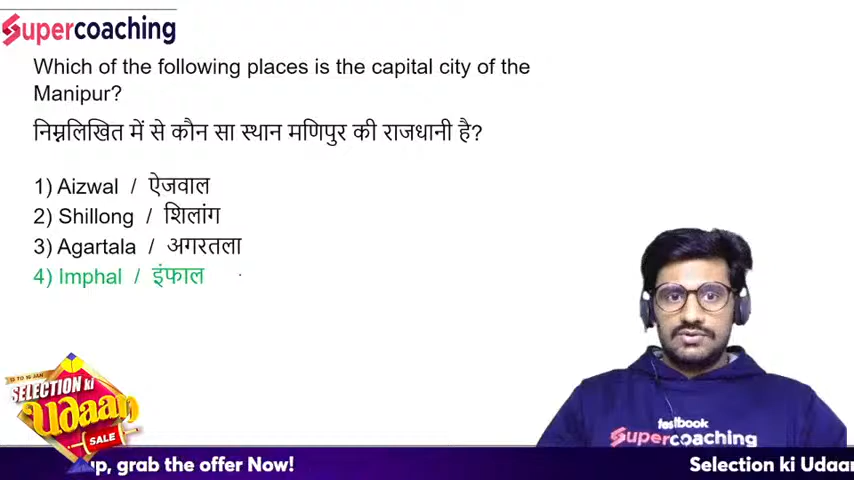 Supercoaching
Which of the following places is the capital city of the
Manipur?
निम्नलिखित में से कौन सा स्थान मणिपुर की राजधानी है?
1) Aizwal / ऐजवाल
2) Shillong / शिलांग
3) Agartala / अगरतला
4) Imphal / इंफाल
SELECTION ki
Udaan
SALE
testbook
Supercoaching
up, grab the offer Now! Selection ki Udaan